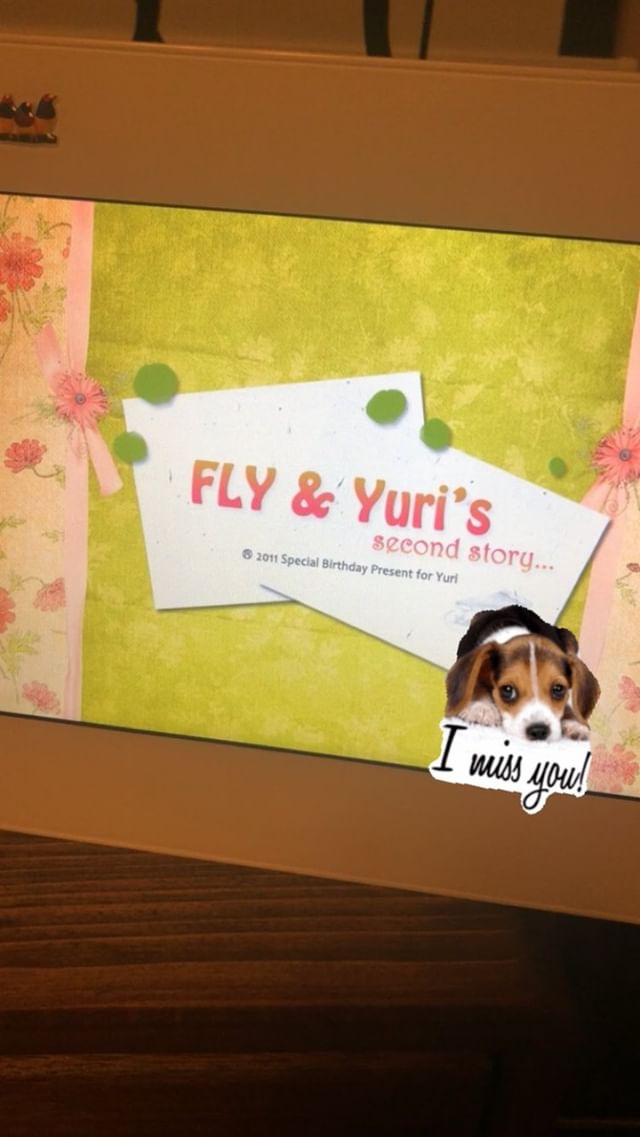 FLY & Yuri's
second story...
® 2011 Special Birthday Present for Yuri
I miss you!